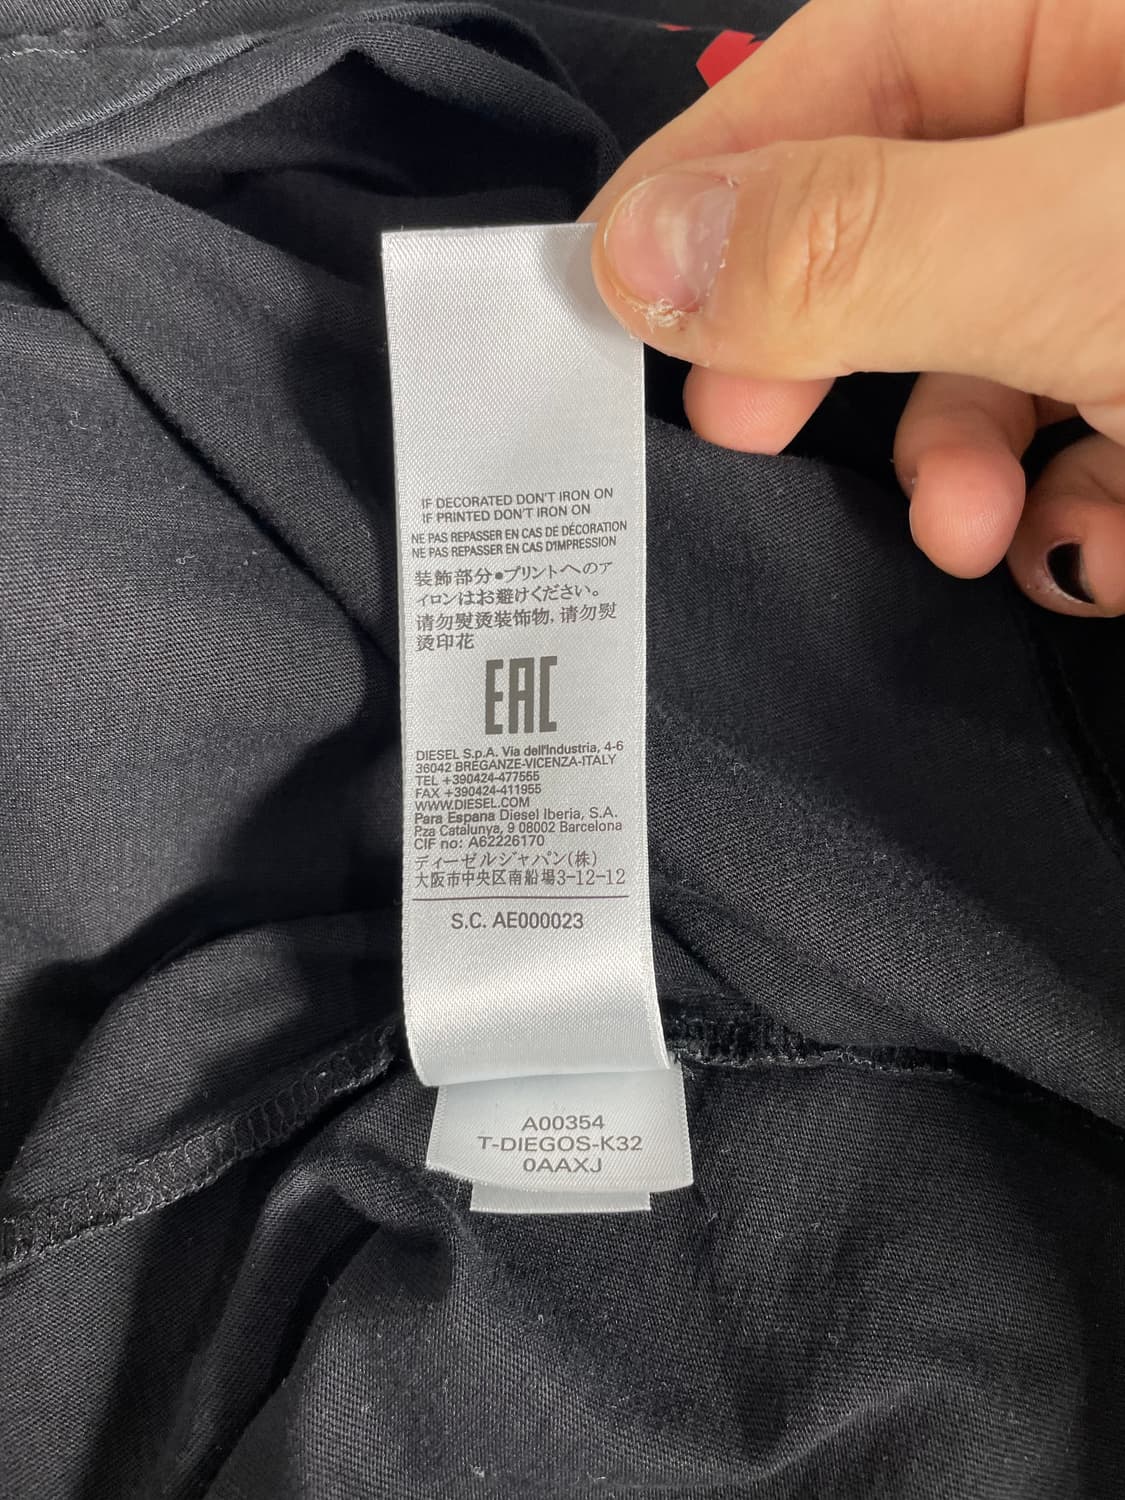 IF DECORATED DON'T IRON ON
IF PRINTED DON'T IRON ON
NE PAS REPASSER EN CAS DE DÉCORATION
NE PAS REPASSER EN CAS D'IMPRESSION
装飾部分●プリントへのア
イロンはお避けください。
请勿熨烫装饰物, 请勿熨
烫印花
EAC
DIESEL S.p.A. Via dell'Industria, 4-6
36042 BREGANZE-VICENZA-ITALY
TEL +390424-477555
FAX +390424-411955
WWW.DIESEL.COM
Para Espana Diesel Iberia, S.A.
Pza Catalunya, 9 08002 Barcelona
CIF no: A62226170
ディーゼルジャパン(株)
大阪市中央区南船場3-12-12
S.C. AE000023
A00354
T-DIEGOS-K32
0AAXJ